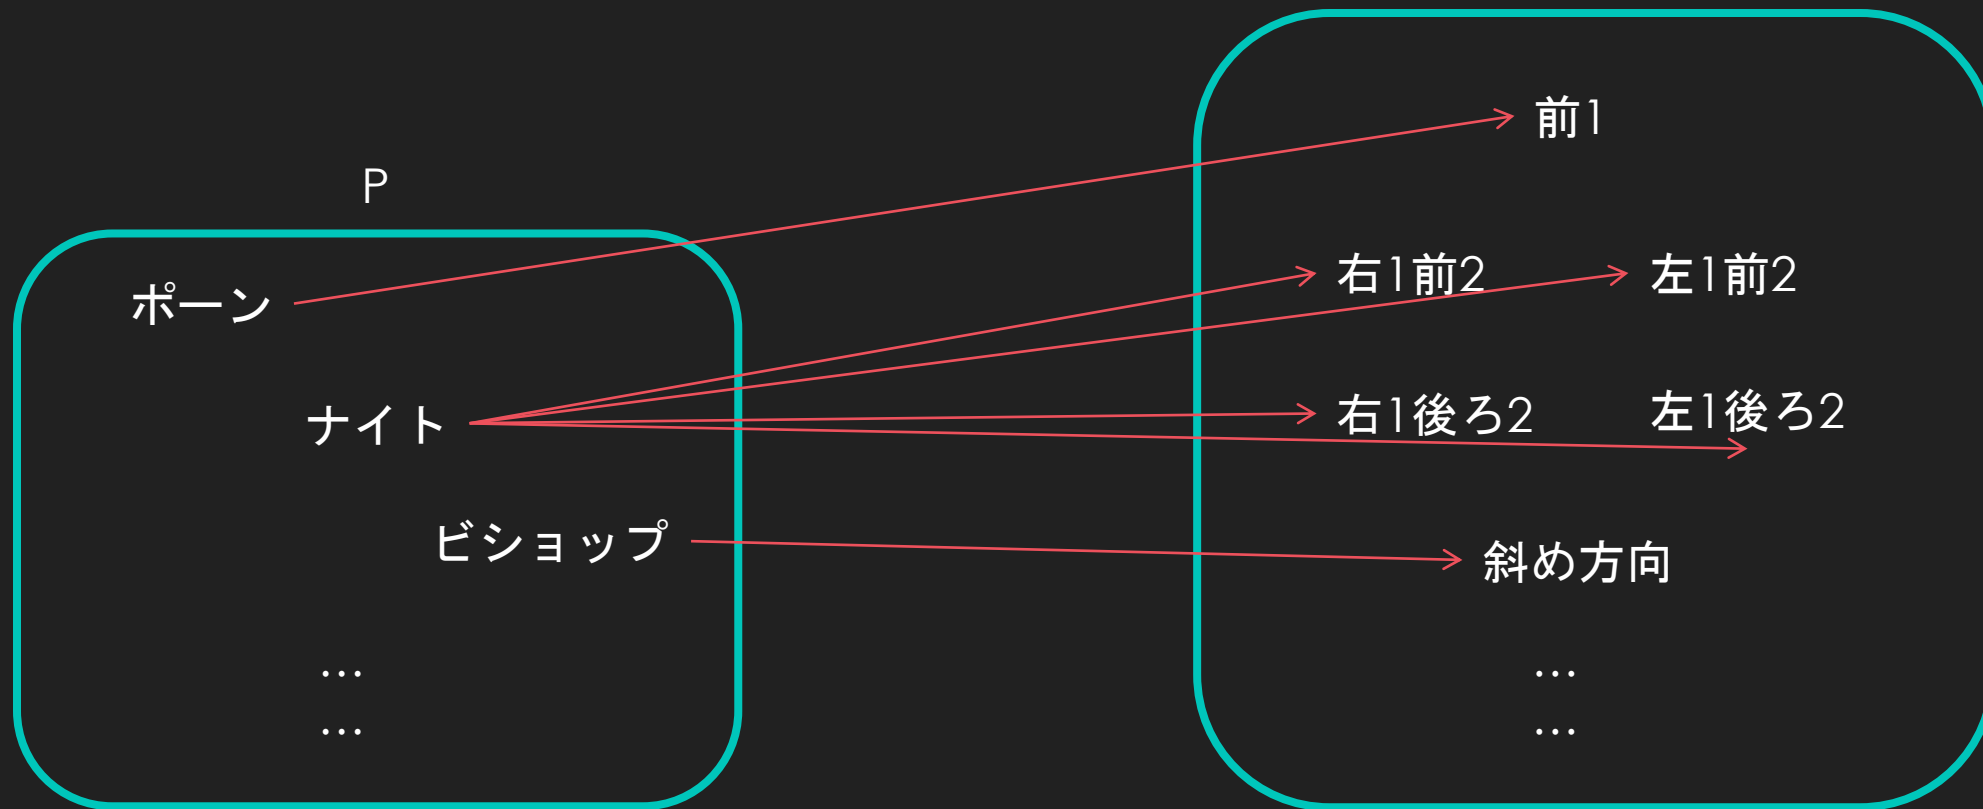 P
ポーン
ナイト
ビショップ
…
…
前1
右1前2 左1前2
右1後ろ2 左1後ろ2
斜め方向
…
…